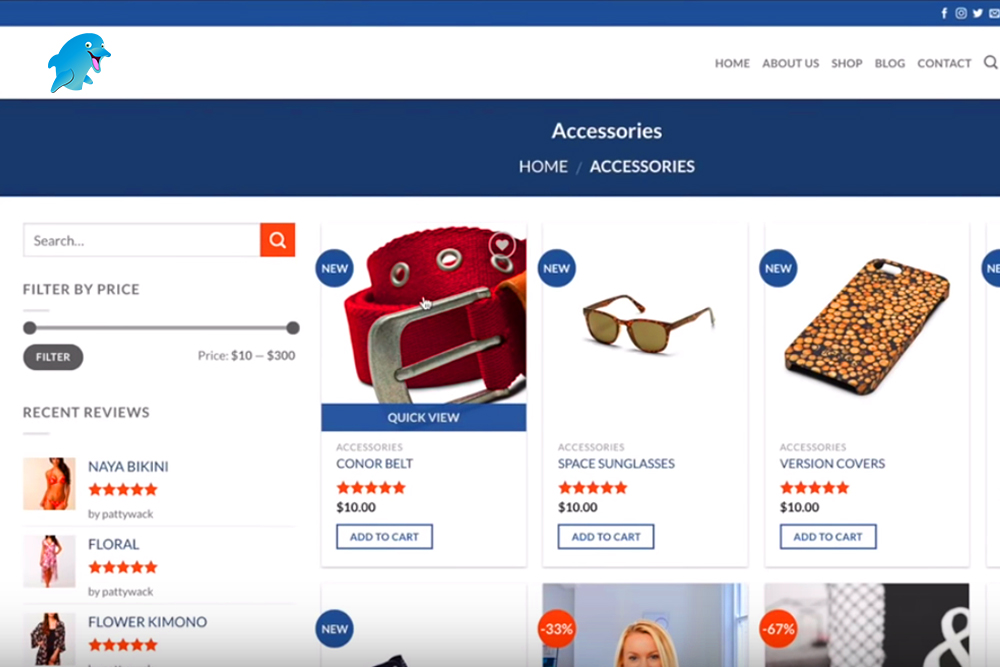 HOME ABOUT US SHOP BLOG CONTACT
Accessories
HOME / ACCESSORIES
Search...
FILTER BY PRICE
FILTER
Price: $10 — $300
RECENT REVIEWS
NAYA BIKINI
by pattywack
FLORAL
by pattywack
FLOWER KIMONO
NEW
QUICK VIEW
ACCESSORIES
CONOR BELT
$10.00
ADD TO CART
NEW
ACCESSORIES
SPACE SUNGLASSES
$10.00
ADD TO CART
NEW
ACCESSORIES
VERSION COVERS
$10.00
ADD TO CART
NE
NEW
-33%
-67%
&